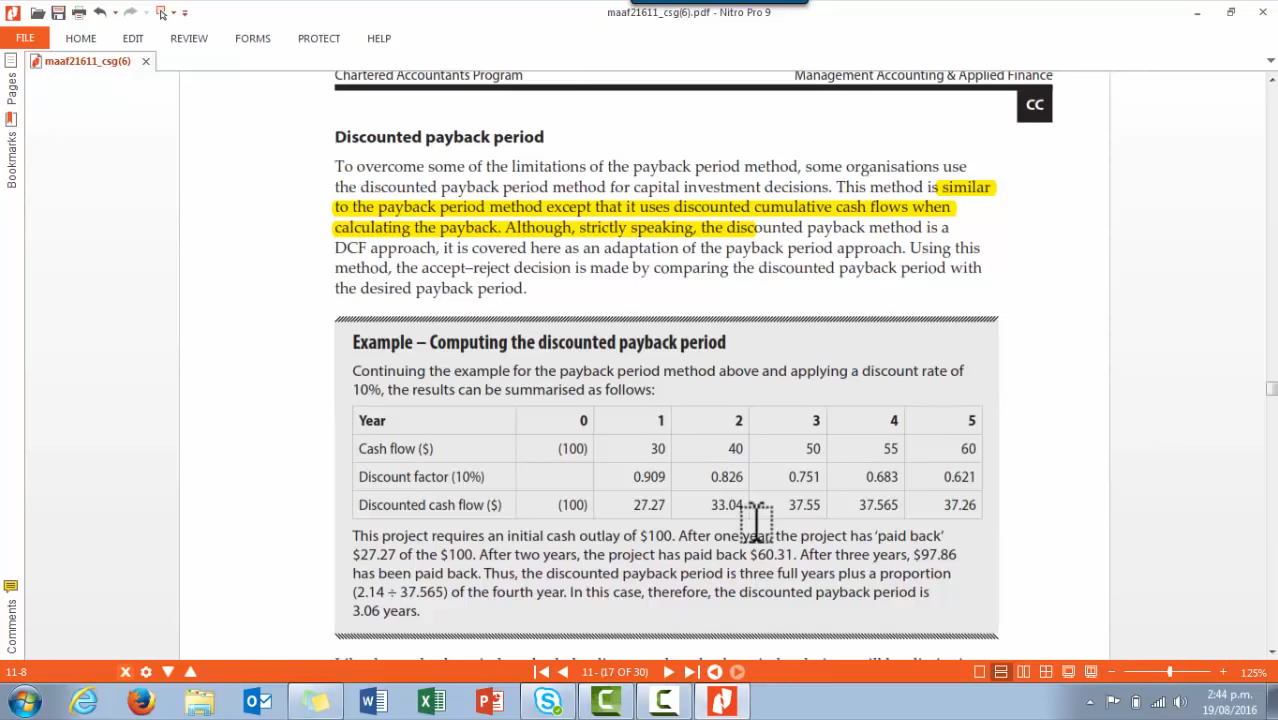 maaf21611_csg(6).pdf - Nitro Pro 9
FILE HOME EDIT REVIEW FORMS PROTECT HELP
maaf21611_csg(6)
Pages
Bookmarks
Comments
Chartered Accountants Program Management Accounting & Applied Finance
CC
Discounted payback period
To overcome some of the limitations of the payback period method, some organisations use
the discounted payback period method for capital investment decisions. This method is similar
to the payback period method except that it uses discounted cumulative cash flows when
calculating the payback. Although, strictly speaking, the discounted payback method is a
DCF approach, it is covered here as an adaptation of the payback period approach. Using this
method, the accept–reject decision is made by comparing the discounted payback period with
the desired payback period.
Example – Computing the discounted payback period
Continuing the example for the payback period method above and applying a discount rate of
10%, the results can be summarised as follows:
Year 0 1 2 3 4 5
Cash flow ($) (100) 30 40 50 55 60
Discount factor (10%) 0.909 0.826 0.751 0.683 0.621
Discounted cash flow ($) (100) 27.27 33.04 37.55 37.565 37.26
This project requires an initial cash outlay of $100. After one year, the project has 'paid back'
$27.27 of the $100. After two years, the project has paid back $60.31. After three years, $97.86
has been paid back. Thus, the discounted payback period is three full years plus a proportion
(2.14 ÷ 37.565) of the fourth year. In this case, therefore, the discounted payback period is
3.06 years.
11-8 11- (17 OF 30) 125%
2:44 p.m.
19/08/2016